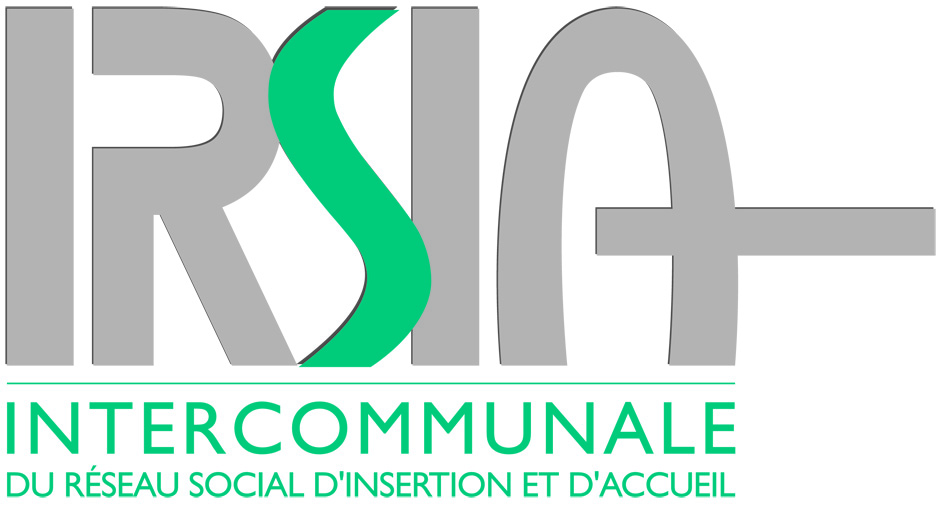 IRSIA
INTERCOMMUNALE
DU RÉSEAU SOCIAL D'INSERTION ET D'ACCUEIL